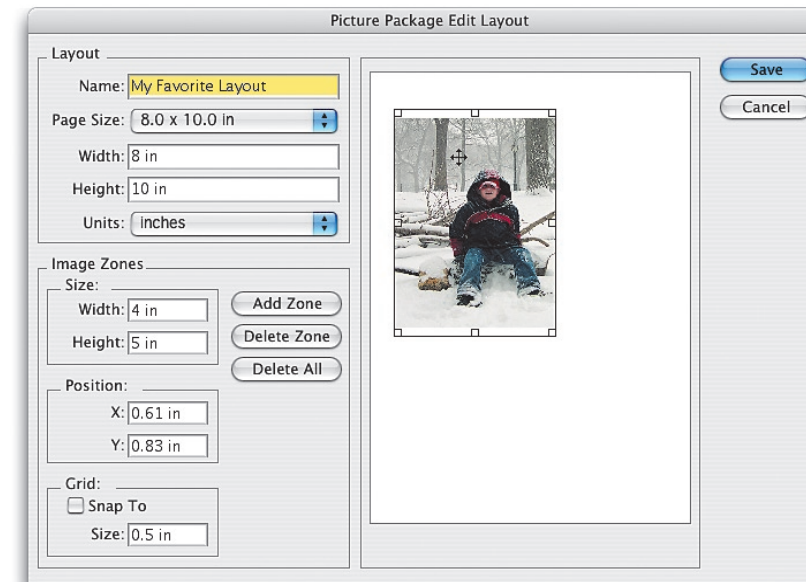 Picture Package Edit Layout
Layout
Name: My Favorite Layout
Page Size: 8.0 x 10.0 in
Width: 8 in
Height: 10 in
Units: inches
Image Zones
Size:
Width: 4 in
Height: 5 in
Add Zone
Delete Zone
Delete All
Position:
X: 0.61 in
Y: 0.83 in
Grid:
Snap To
Size: 0.5 in
Save
Cancel